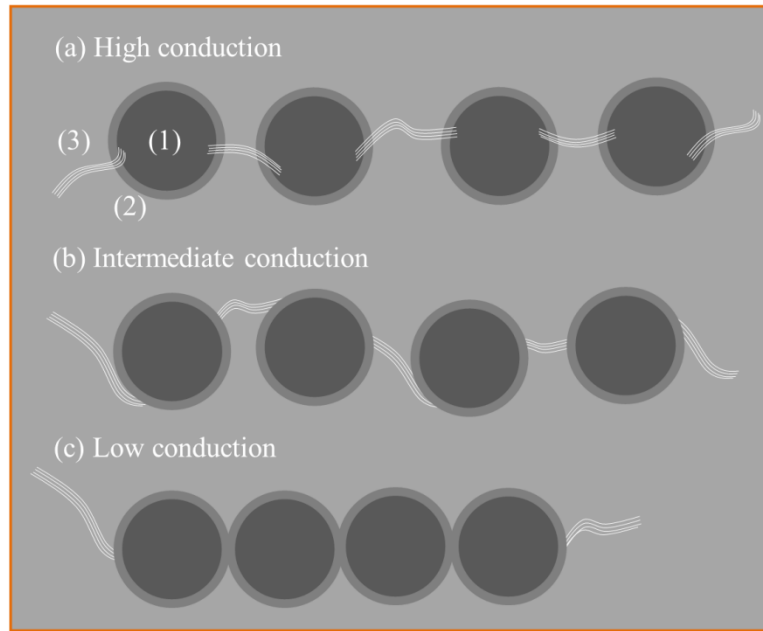 (a) High conduction
(3)
(1)
(2)
(b) Intermediate conduction
(c) Low conduction